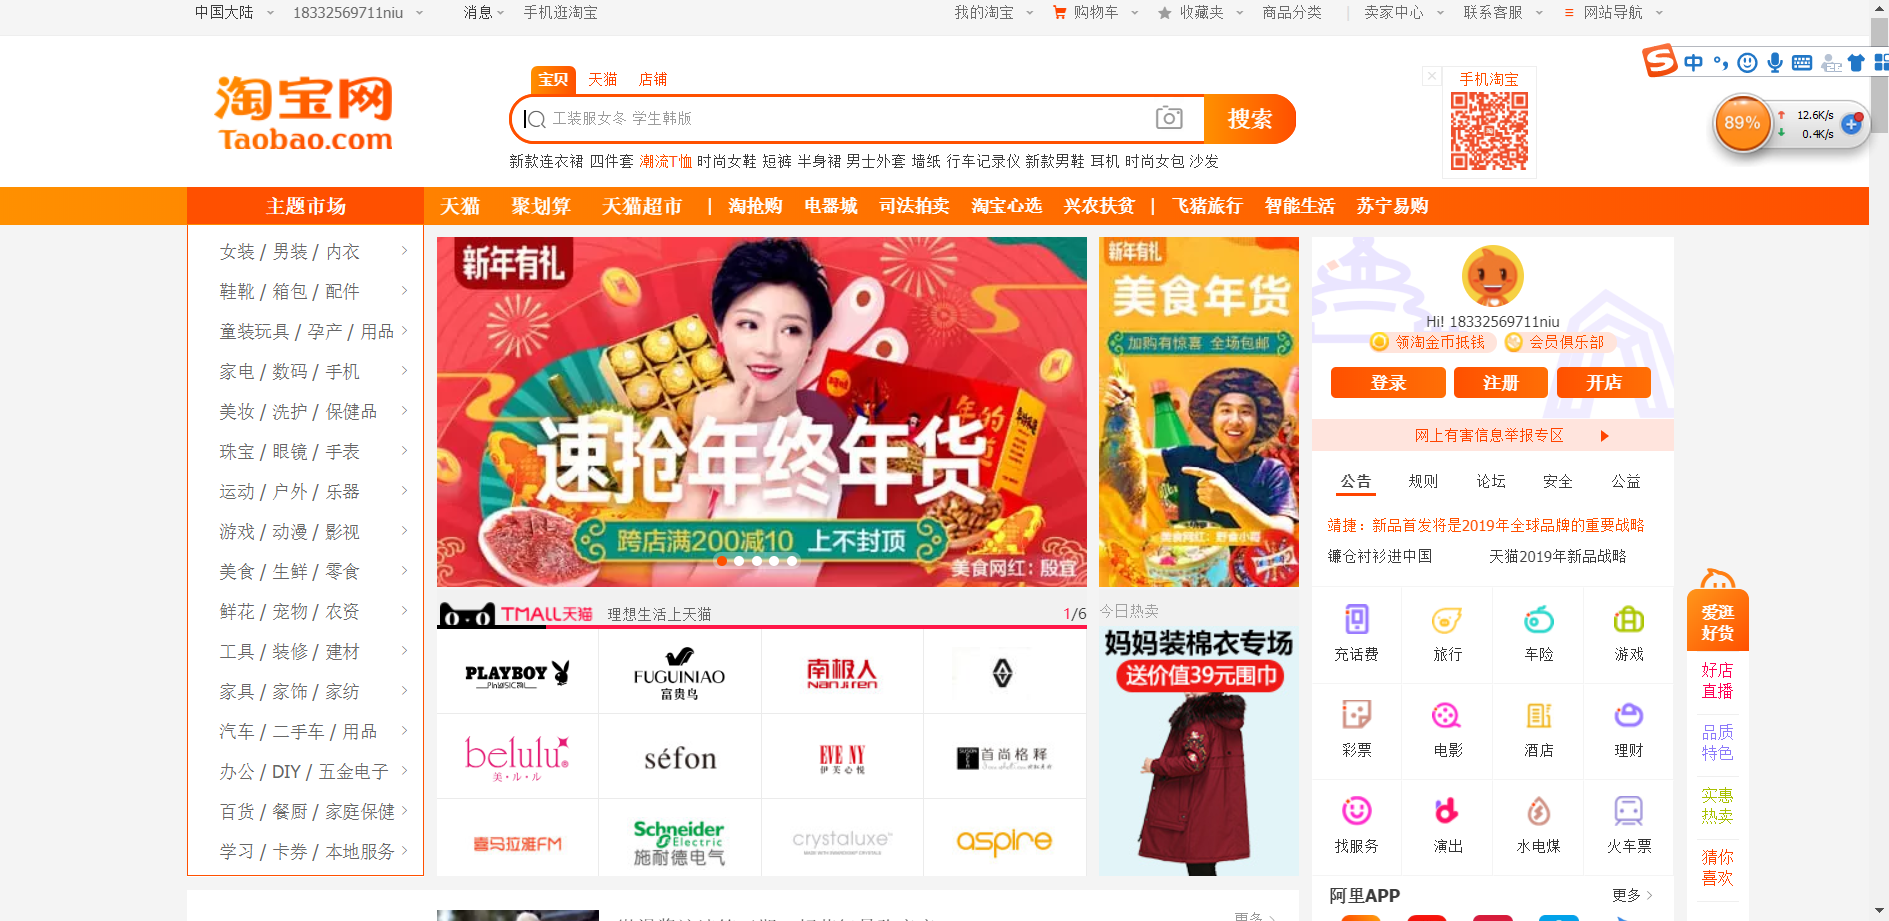 中国大陆 18332569711niu 消息 手机逛淘宝 我的淘宝 购物车 收藏夹 商品分类 | 卖家中心 联系客服 网站导航
淘宝网
Taobao.com
宝贝 天猫 店铺
工装服女冬 学生韩版
搜索
新款连衣裙 四件套 潮流T恤 时尚女鞋 短裤 半身裙 男士外套 墙纸 行车记录仪 新款男鞋 耳机 时尚女包 沙发
手机淘宝
中
89%
12.6K/s
0.4K/s
主题市场 天猫 聚划算 天猫超市 | 淘抢购 电器城 司法拍卖 淘宝心选 兴农扶贫 | 飞猪旅行 智能生活 苏宁易购
女装 / 男装 / 内衣
鞋靴 / 箱包 / 配件
童装玩具 / 孕产 / 用品
家电 / 数码 / 手机
美妆 / 洗护 / 保健品
珠宝 / 眼镜 / 手表
运动 / 户外 / 乐器
游戏 / 动漫 / 影视
美食 / 生鲜 / 零食
鲜花 / 宠物 / 农资
工具 / 装修 / 建材
家具 / 家饰 / 家纺
汽车 / 二手车 / 用品
办公 / DIY / 五金电子
百货 / 餐厨 / 家庭保健
学习 / 卡券 / 本地服务
新年有礼
速抢年终年货
跨店满200减10 上不封顶
美食网红：殷宜
新年有礼
美食年货
加购有惊喜 全场包邮
美食网红：野食小哥
TMALL天猫 理想生活上天猫 1/6
PLAYBOY
FUGUINIAO
富贵鸟
南极人
Nanjiren
belulu
美·ル·ル
séfon
EVE NY
伊芙心悦
首尚格释
喜马拉雅FM
Schneider
Electric
施耐德电气
crystaluxe
aspire
今日热卖
妈妈装棉衣专场
送价值39元围巾
Hi! 18332569711niu
领淘金币抵钱 会员俱乐部
登录 注册 开店
网上有害信息举报专区
公告 规则 论坛 安全 公益
靖捷：新品首发将是2019年全球品牌的重要战略
镰仓衬衫进中国 天猫2019年新品战略
充话费 旅行 车险 游戏
彩票 电影 酒店 理财
找服务 演出 水电煤 火车票
阿里APP 更多
爱逛
好货
好店
直播
品质
特色
实惠
热卖
猜你
喜欢
更多